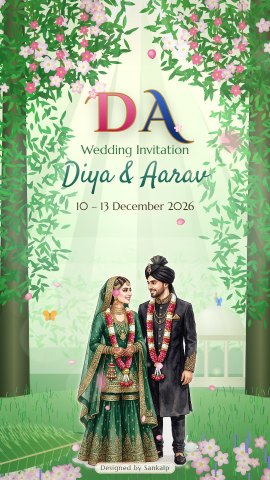 DA
Wedding Invitation
Diya & Aarav
10 – 13 December 2026
Designed by Sankalp